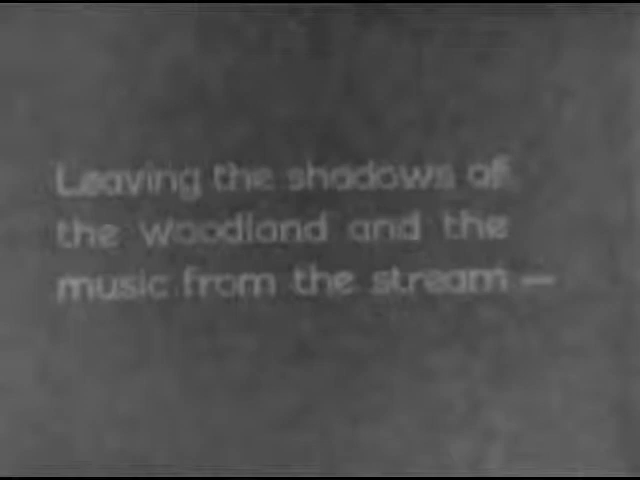 Leaving the shadows of
the woodland and the
music from the stream —